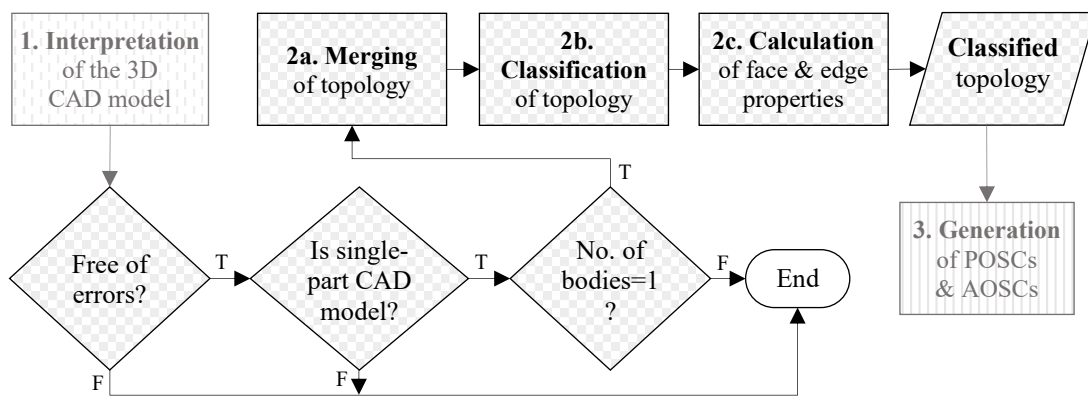 1. Interpretation
of the 3D
CAD model
2a. Merging
of topology
2b.
Classification
of topology
2c. Calculation
of face & edge
properties
Classified
topology
T
Free of
errors?
T
Is single-
part CAD
model?
T
No. of
bodies=1
?
F
End
3. Generation
of POSCs
& AOSCs
F
F